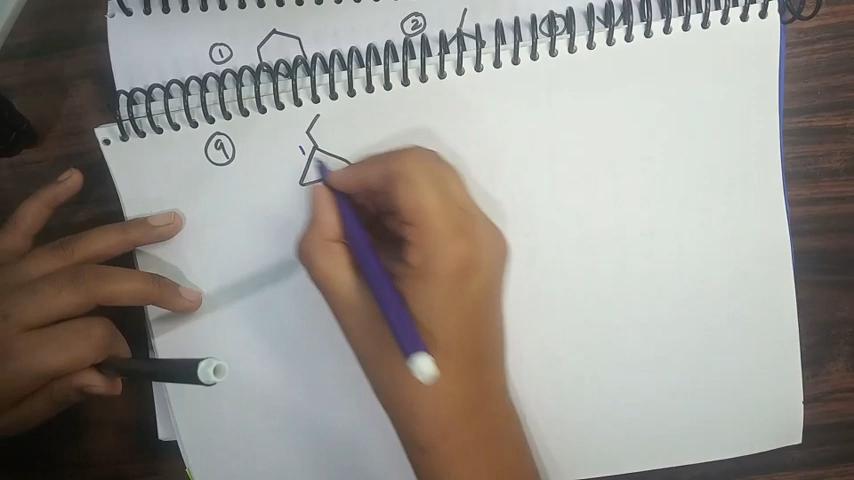 ① ②
⑨